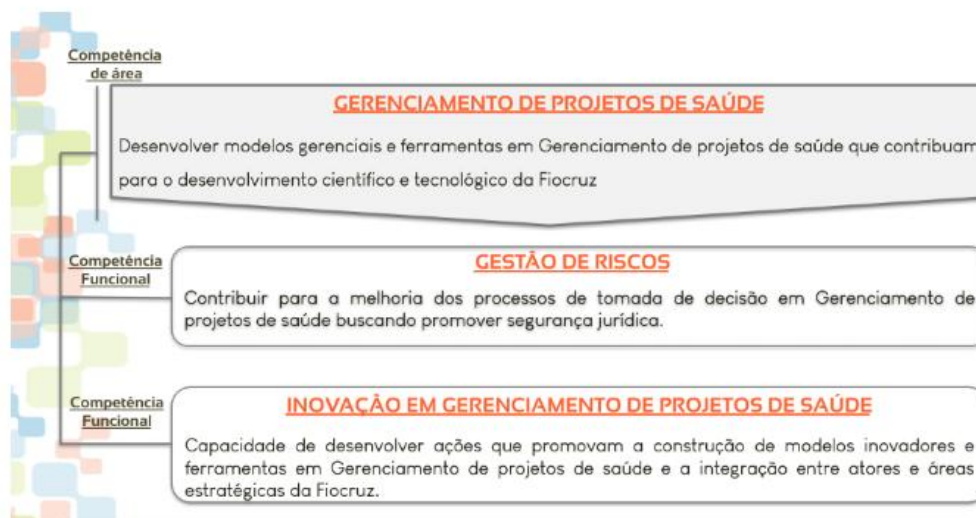 Competência
de área
GERENCIAMENTO DE PROJETOS DE SAÚDE
Desenvolver modelos gerenciais e ferramentas em Gerenciamento de projetos de saúde que contribuam
para o desenvolvimento científico e tecnológico da Fiocruz
Competência
Funcional
GESTÃO DE RISCOS
Contribuir para a melhoria dos processos de tomada de decisão em Gerenciamento de
projetos de saúde buscando promover segurança jurídica.
Competência
Funcional
INOVAÇÃO EM GERENCIAMENTO DE PROJETOS DE SAÚDE
Capacidade de desenvolver ações que promovam a construção de modelos inovadores e
ferramentas em Gerenciamento de projetos de saúde e a integração entre atores e áreas
estratégicas da Fiocruz.